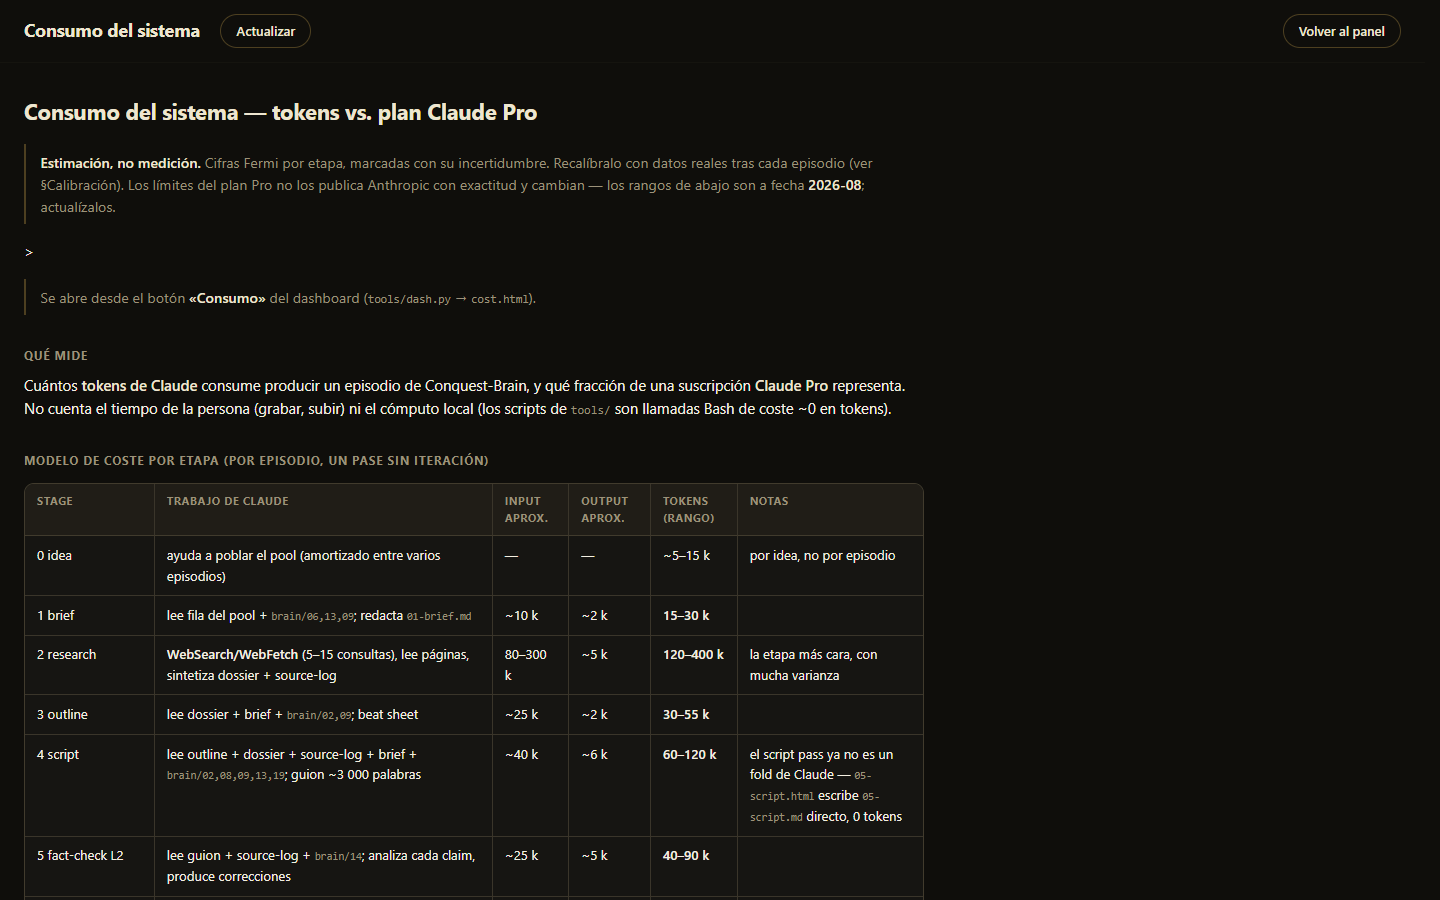 Consumo del sistema
Actualizar
Volver al panel
Consumo del sistema — tokens vs. plan Claude Pro
Estimación, no medición. Cifras Fermi por etapa, marcadas con su incertidumbre. Recalíbralo con datos reales tras cada episodio (ver
§Calibración). Los límites del plan Pro no los publica Anthropic con exactitud y cambian — los rangos de abajo son a fecha 2026-08;
actualízalos.
>
Se abre desde el botón «Consumo» del dashboard (tools/dash.py → cost.html).
QUÉ MIDE
Cuántos tokens de Claude consume producir un episodio de Conquest-Brain, y qué fracción de una suscripción Claude Pro representa.
No cuenta el tiempo de la persona (grabar, subir) ni el cómputo local (los scripts de tools/ son llamadas Bash de coste ~0 en tokens).
MODELO DE COSTE POR ETAPA (POR EPISODIO, UN PASE SIN ITERACIÓN)
STAGE
TRABAJO DE CLAUDE
INPUT
APROX.
OUTPUT
APROX.
TOKENS
(RANGO)
NOTAS
0 idea
ayuda a poblar el pool (amortizado entre varios
episodios)
—
—
~5–15 k
por idea, no por episodio
1 brief
lee fila del pool + brain/06,13,09; redacta 01-brief.md
~10 k
~2 k
15–30 k
2 research
WebSearch/WebFetch (5–15 consultas), lee páginas,
sintetiza dossier + source-log
80–300
k
~5 k
120–400 k
la etapa más cara, con
mucha varianza
3 outline
lee dossier + brief + brain/02,09; beat sheet
~25 k
~2 k
30–55 k
4 script
lee outline + dossier + source-log + brief +
brain/02,08,09,13,19; guion ~3 000 palabras
~40 k
~6 k
60–120 k
el script pass ya no es un
fold de Claude — 05-
script.html escribe 05-
script.md directo, 0 tokens
5 fact-check L2
lee guion + source-log + brain/14; analiza cada claim,
produce correcciones
~25 k
~5 k
40–90 k